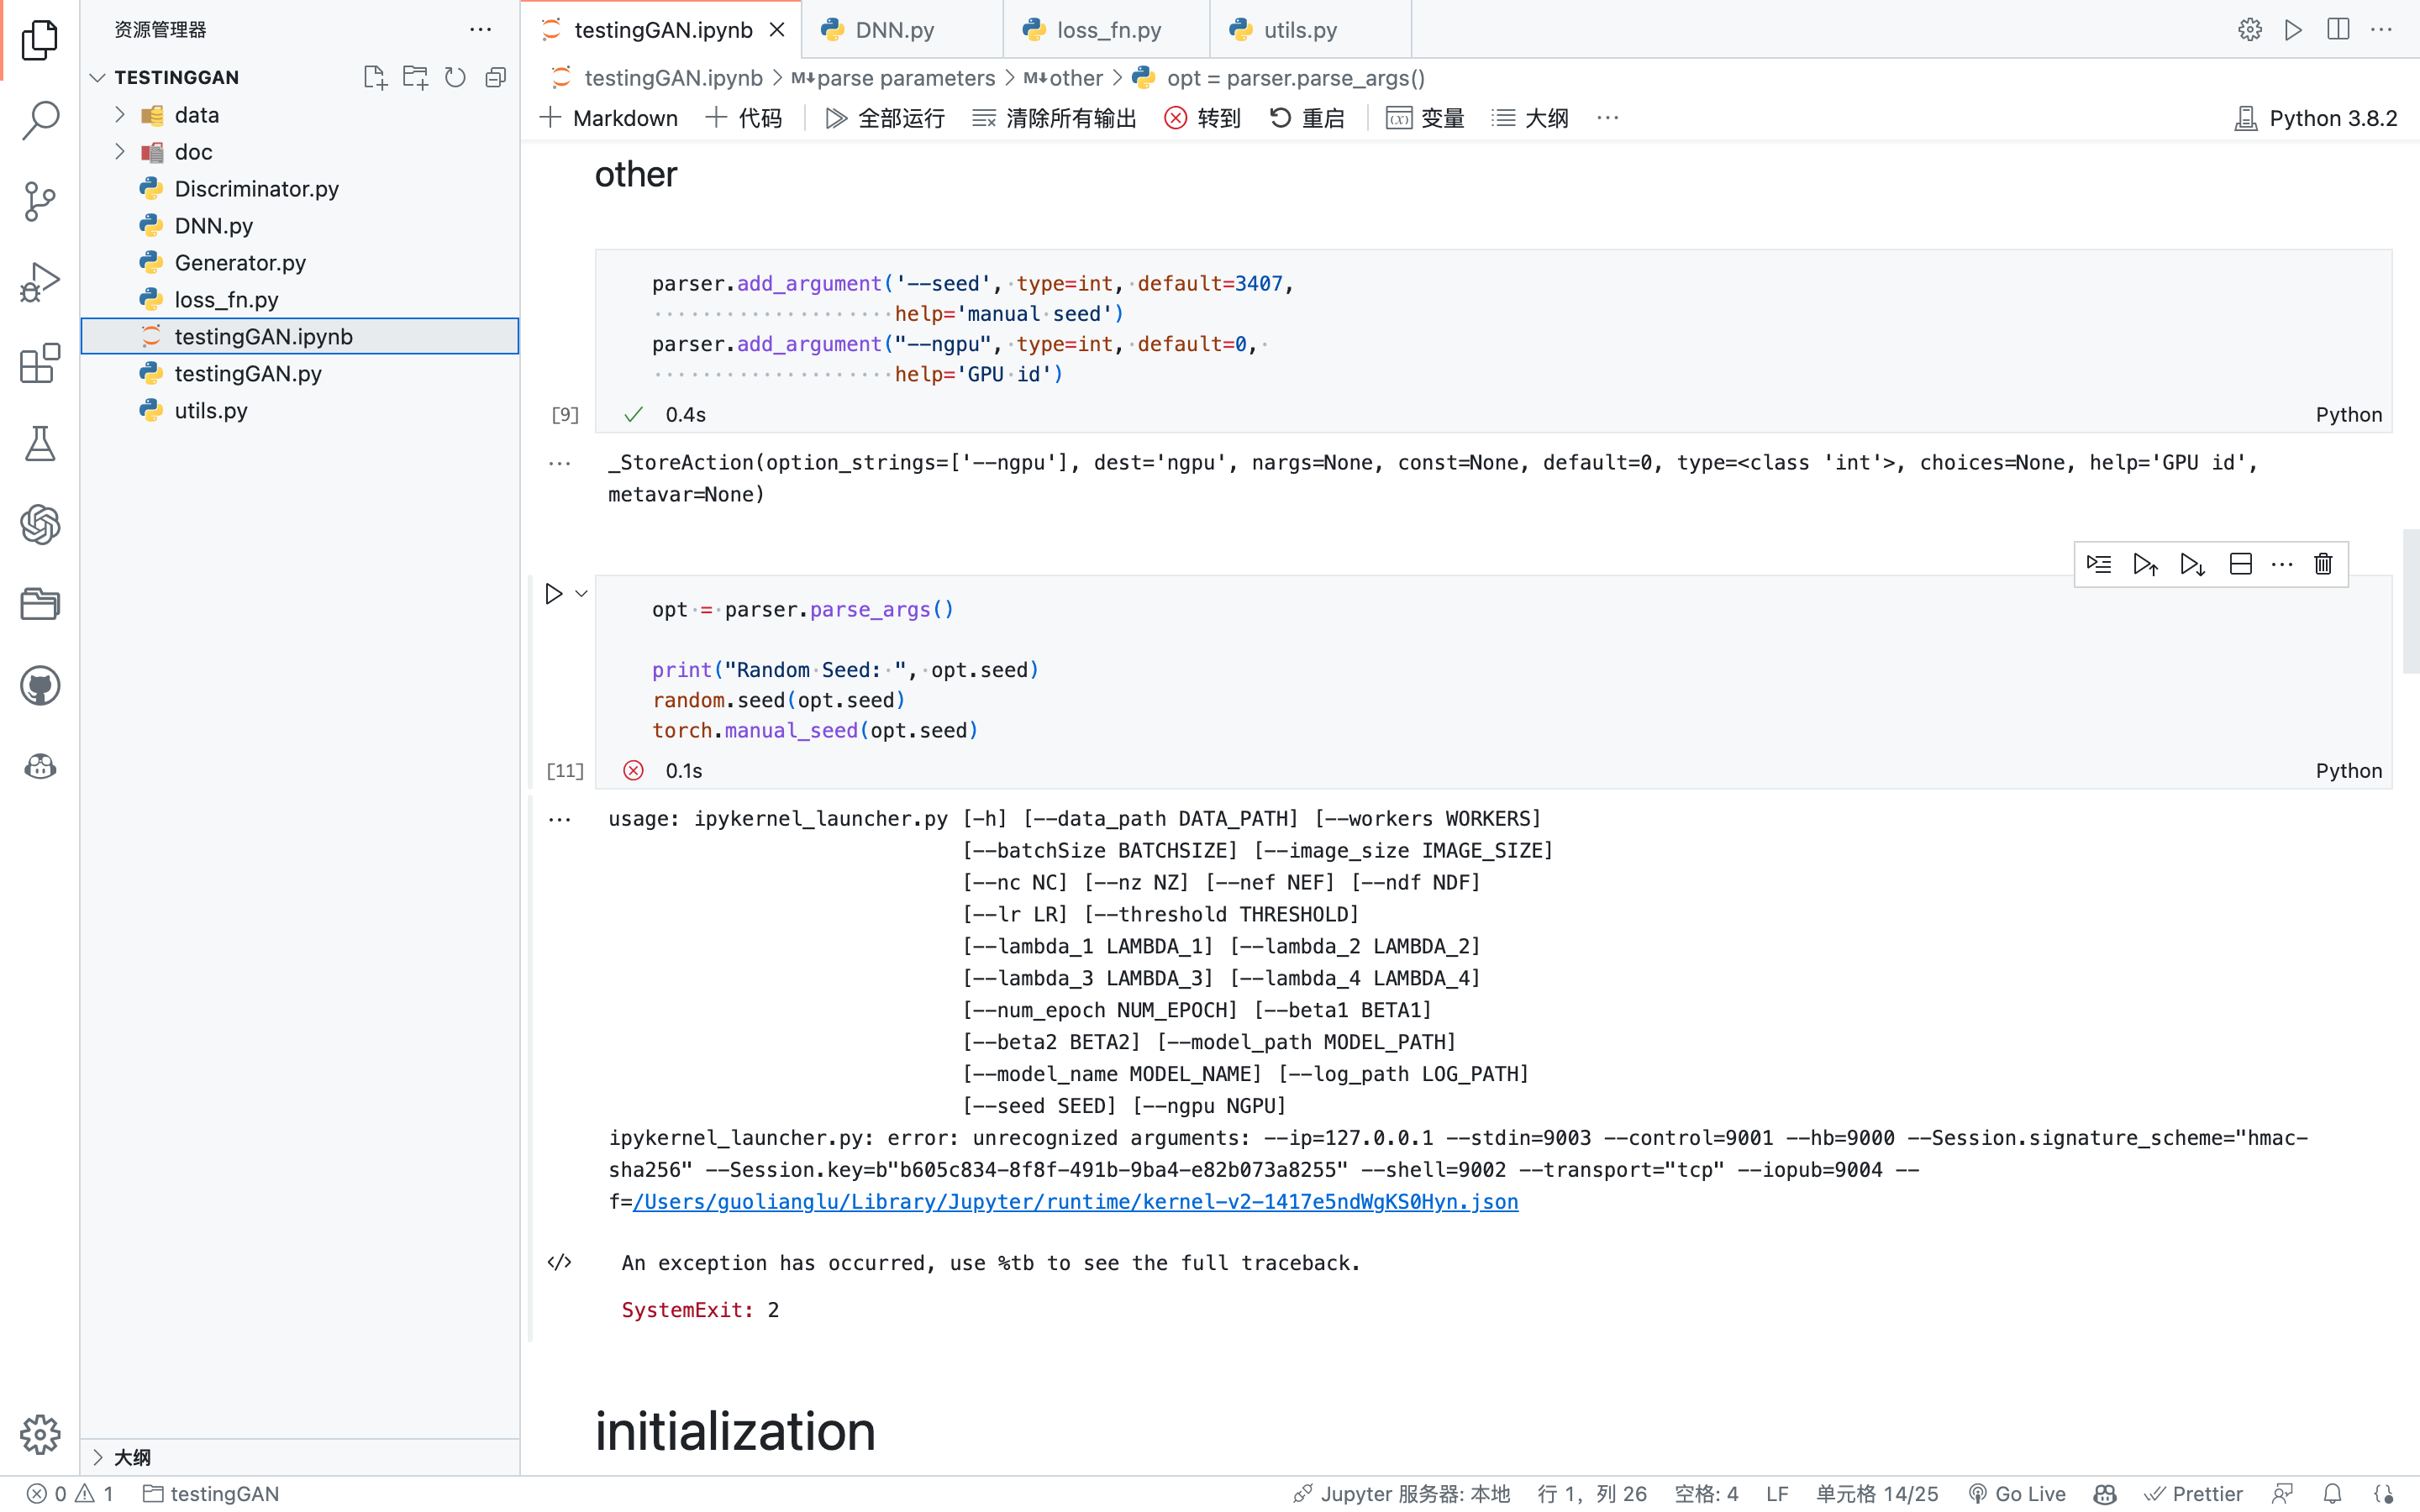 资源管理器
TESTINGGAN
data
doc
Discriminator.py
DNN.py
Generator.py
loss_fn.py
testingGAN.ipynb
testingGAN.py
utils.py
大纲
testingGAN.ipynb
DNN.py
loss_fn.py
utils.py
testingGAN.ipynb > M↓parse parameters > M↓other > opt = parser.parse_args()
+ Markdown + 代码 全部运行 清除所有输出 转到 重启 变量 大纲 ···
Python 3.8.2
other
parser.add_argument('--seed', type=int, default=3407,
help='manual seed')
parser.add_argument("--ngpu", type=int, default=0,
help='GPU id')
[9] 0.4s Python
_StoreAction(option_strings=['--ngpu'], dest='ngpu', nargs=None, const=None, default=0, type=<class 'int'>, choices=None, help='GPU id',
metavar=None)
opt = parser.parse_args()
print("Random Seed: ", opt.seed)
random.seed(opt.seed)
torch.manual_seed(opt.seed)
[11] 0.1s Python
usage: ipykernel_launcher.py [-h] [--data_path DATA_PATH] [--workers WORKERS]
[--batchSize BATCHSIZE] [--image_size IMAGE_SIZE]
[--nc NC] [--nz NZ] [--nef NEF] [--ndf NDF]
[--lr LR] [--threshold THRESHOLD]
[--lambda_1 LAMBDA_1] [--lambda_2 LAMBDA_2]
[--lambda_3 LAMBDA_3] [--lambda_4 LAMBDA_4]
[--num_epoch NUM_EPOCH] [--beta1 BETA1]
[--beta2 BETA2] [--model_path MODEL_PATH]
[--model_name MODEL_NAME] [--log_path LOG_PATH]
[--seed SEED] [--ngpu NGPU]
ipykernel_launcher.py: error: unrecognized arguments: --ip=127.0.0.1 --stdin=9003 --control=9001 --hb=9000 --Session.signature_scheme="hmac-
sha256" --Session.key=b"b605c834-8f8f-491b-9ba4-e82b073a8255" --shell=9002 --transport="tcp" --iopub=9004 --
f=/Users/guolianglu/Library/Jupyter/runtime/kernel-v2-1417e5ndWgKS0Hyn.json
An exception has occurred, use %tb to see the full traceback.
SystemExit: 2
initialization
0 1 testingGAN
Jupyter 服务器: 本地 行 1，列 26 空格: 4 LF 单元格 14/25 Go Live Prettier